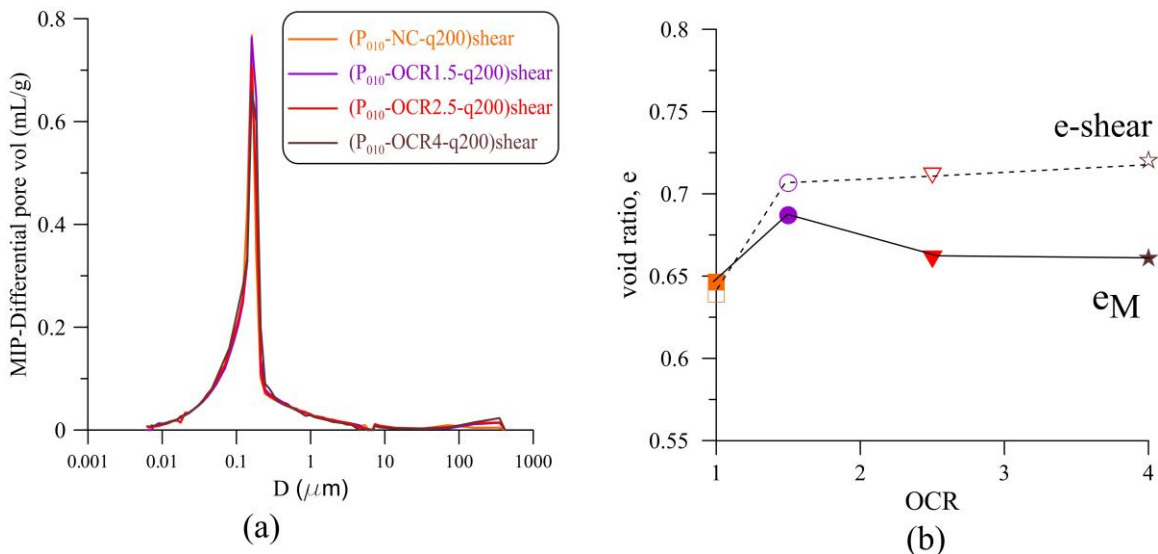 MIP-Differential pore vol (mL/g)
0.8
0.6
0.4
0.2
0
(P₀₁₀-NC-q200)shear
(P₀₁₀-OCR1.5-q200)shear
(P₀₁₀-OCR2.5-q200)shear
(P₀₁₀-OCR4-q200)shear
0.001 0.01 0.1 1 10 100 1000
D (μm)
(a)
void ratio, e
0.8
0.75
0.7
0.65
0.6
0.55
e-shear
eM
1 2 3 4
OCR
(b)